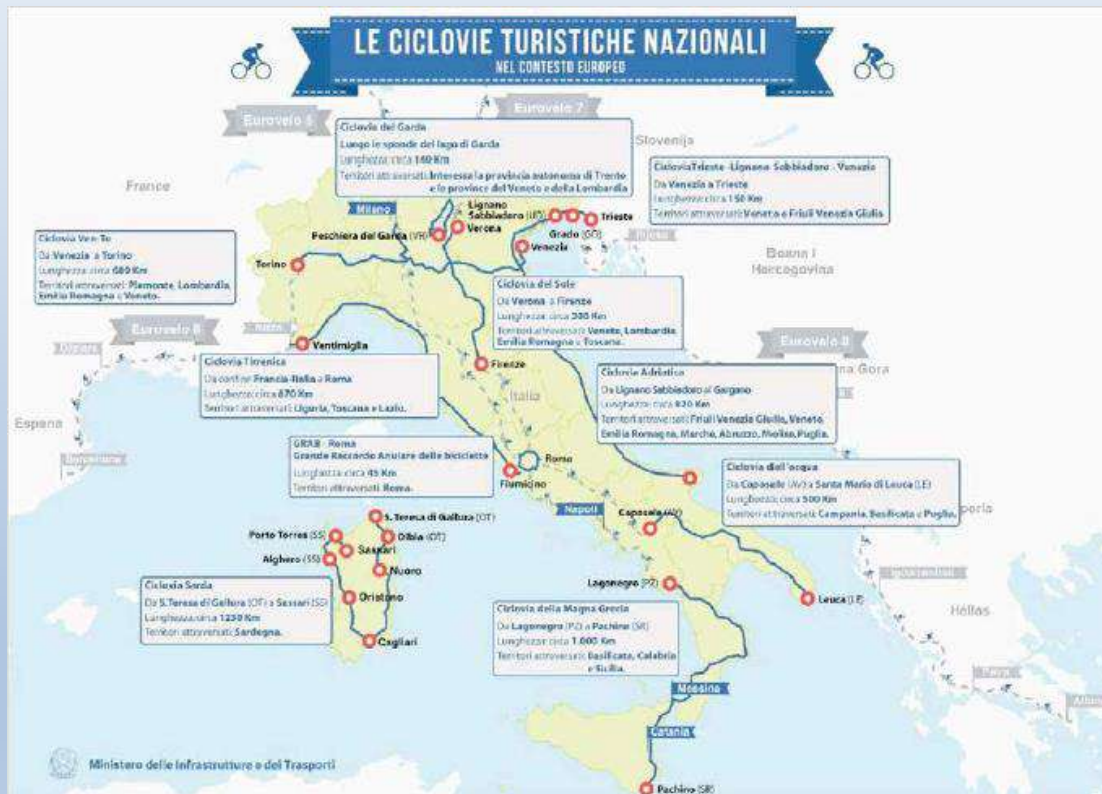 LE CICLOVIE TURISTICHE NAZIONALI
NEL CONTESTO EUROPEO
Eurovelo
Eurovelo 7
Ciclovia del Garda
Lungo le sponde del lago di Garda
Lunghezza: circa 140 Km
Territori attraversati: Interessa la provincia autonoma di Trento
e le province del Veneto e della Lombardia
Slovenija
France
Ciclovia Trieste - Lignano Sabbiadoro - Venezia
Da Venezia a Trieste
Lunghezza: circa 150 Km
Territori attraversati: Veneto e Friuli Venezia Giulia
Milano
Lignano
Sabbiadoro (UD)
Trieste
Verona
Peschiera del Garda (VR)
Grado (GO)
Venezia
Bosna I
Hercegovina
Ciclovia Ven-To
Da Venezia a Torino
Lunghezza: circa 680 Km
Territori attraversati: Piemonte, Lombardia,
Emilia Romagna e Veneto.
Torino
Ciclovia del Sole
Da Verona a Firenze
Lunghezza: circa 300 Km
Territori attraversati: Veneto, Lombardia,
Emilia Romagna e Toscana.
Eurovelo 8
Eurovelo 8
Ventimiglia
Firenze
Gora
Ciclovia Tirrenica
Da confine Francia-Italia a Roma
Lunghezza: circa 870 Km
Territori attraversati: Liguria, Toscana e Lazio.
Italia
Ciclovia Adriatica
Da Lignano Sabbiadoro al Gargano
Lunghezza: circa 820 Km
Territori attraversati: Friuli Venezia Giulia, Veneto,
Emilia Romagna, Marche, Abruzzo, Molise, Puglia.
Espana
GRAB - Roma
Grande Raccordo Anulare delle biciclette
Lunghezza: circa 45 Km
Territori attraversati: Roma.
Roma
Fiumicino
Ciclovia dell'acqua
Da Caposele (AV) a Santa Maria di Leuca (LE)
Lunghezza: circa 500 Km
Territori attraversati: Campania, Basilicata e Puglia.
Napoli
Caposele (AV)
S. Teresa di Gallura (OT)
Porto Torres (SS)
Olbia (OT)
Sassari
Alghero (SS)
Nuoro
Ciclovia Sarda
Da S. Teresa di Gallura (OT) a Sassari (SS)
Lunghezza: circa 1230 Km
Territori attraversati: Sardegna.
Oristano
Cagliari
Lagonegro (PZ)
Leuca (LE)
Ciclovia della Magna Grecia
Da Lagonegro (PZ) a Pachino (SR)
Lunghezza: circa 1.000 Km
Territori attraversati: Basilicata, Calabria
e Sicilia.
Hellas
Messina
Catania
Ministero delle Infrastrutture e dei Trasporti
Pachino (SR)